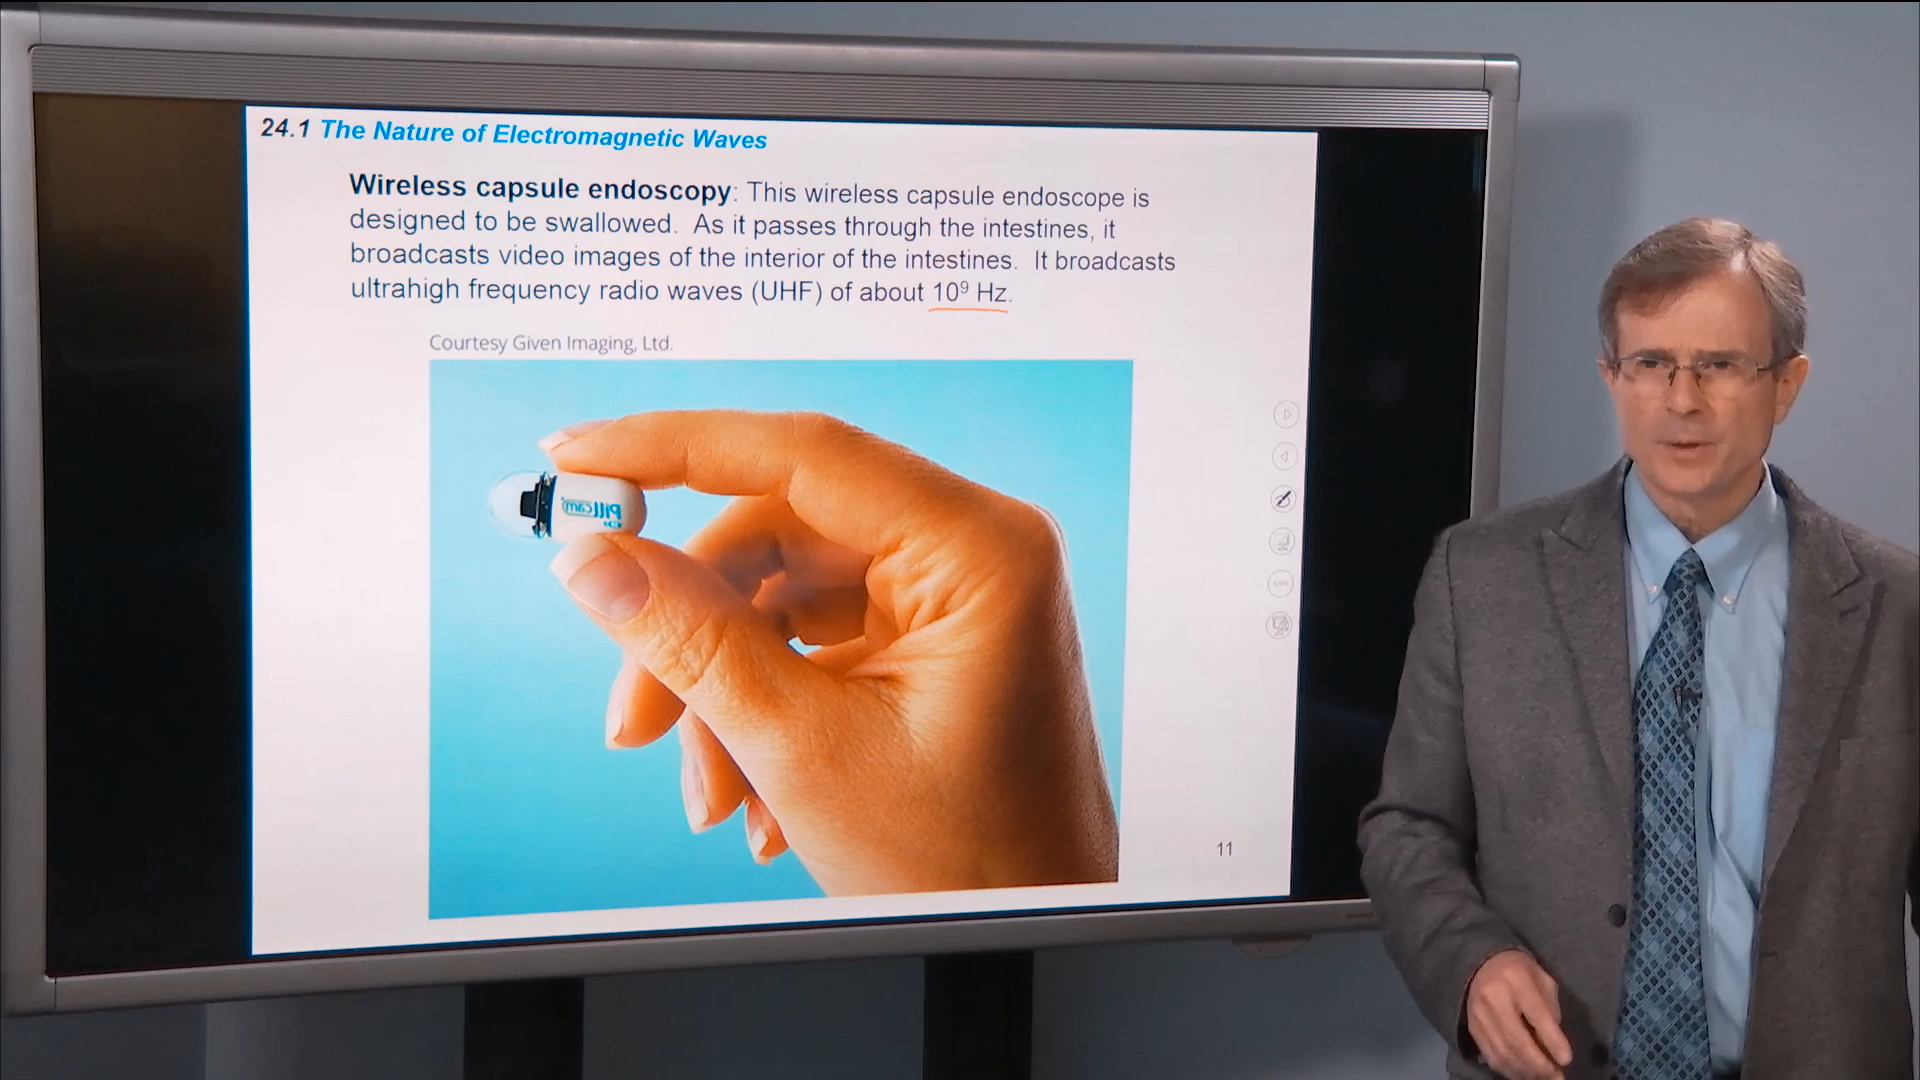 24.1 The Nature of Electromagnetic Waves
Wireless capsule endoscopy: This wireless capsule endoscope is
designed to be swallowed. As it passes through the intestines, it
broadcasts video images of the interior of the intestines. It broadcasts
ultrahigh frequency radio waves (UHF) of about 10⁹ Hz.
Courtesy Given Imaging, Ltd.
Pillcam
11